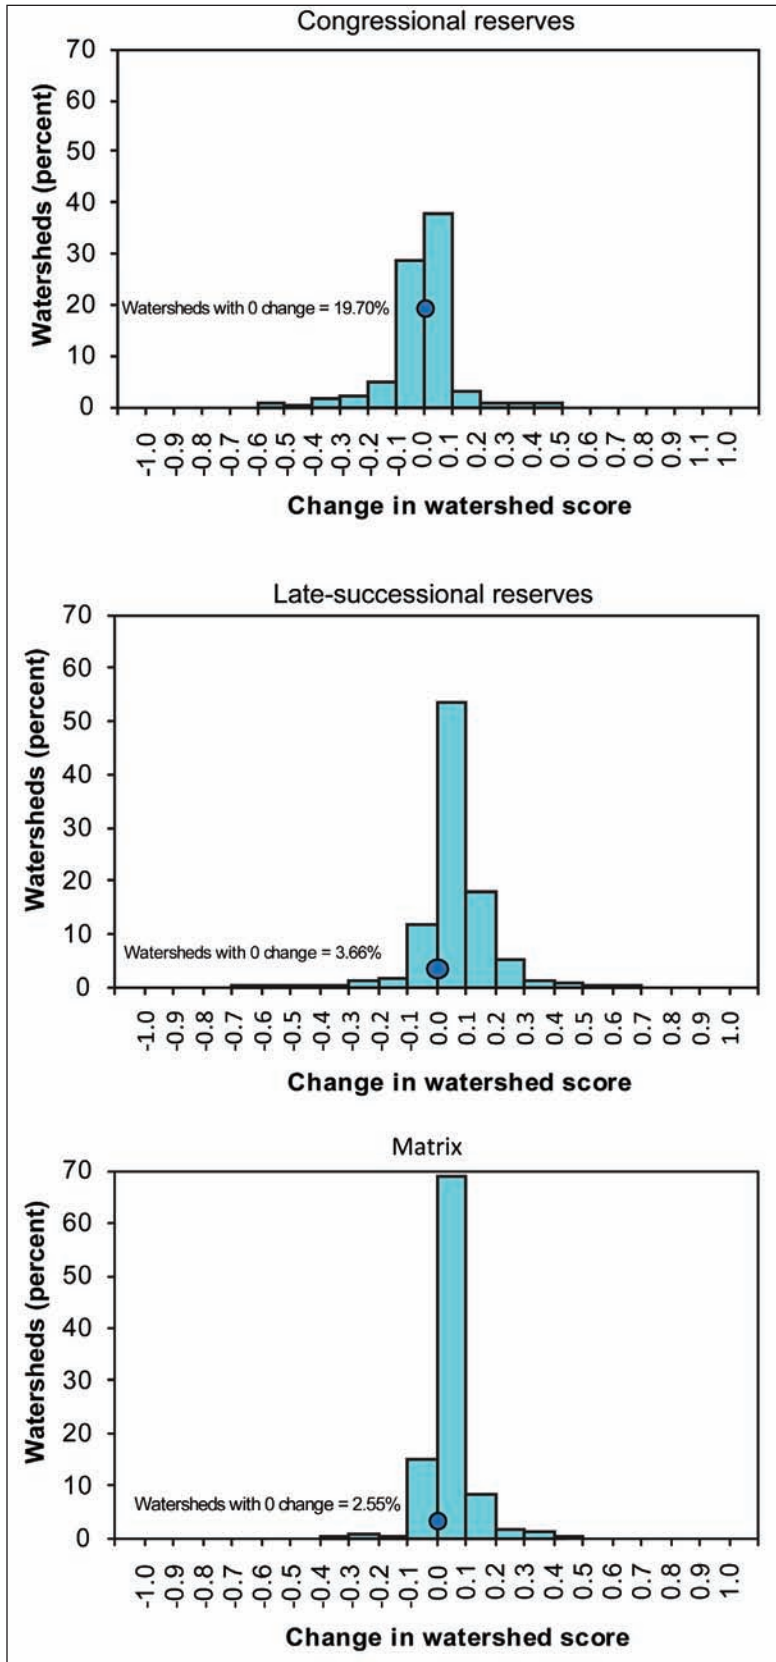 Congressional reserves
70
60
50
40
30
20
10
0
Watersheds (percent)
Watersheds with 0 change = 19.70%
-1.0 -0.9 -0.8 -0.7 -0.6 -0.5 -0.4 -0.3 -0.2 -0.1 0.0 0.1 0.2 0.3 0.4 0.5 0.6 0.7 0.8 0.9 1.1 1.0
Change in watershed score
Late-successional reserves
70
60
50
40
30
20
10
0
Watersheds (percent)
Watersheds with 0 change = 3.66%
-1.0 -0.9 -0.8 -0.7 -0.6 -0.5 -0.4 -0.3 -0.2 -0.1 0.0 0.1 0.2 0.3 0.4 0.5 0.6 0.7 0.8 0.9 1.0
Change in watershed score
Matrix
70
60
50
40
30
20
10
0
Watersheds (percent)
Watersheds with 0 change = 2.55%
-1.0 -0.9 -0.8 -0.7 -0.6 -0.5 -0.4 -0.3 -0.2 -0.1 0.0 0.1 0.2 0.3 0.4 0.5 0.6 0.7 0.8 0.9 1.0
Change in watershed score